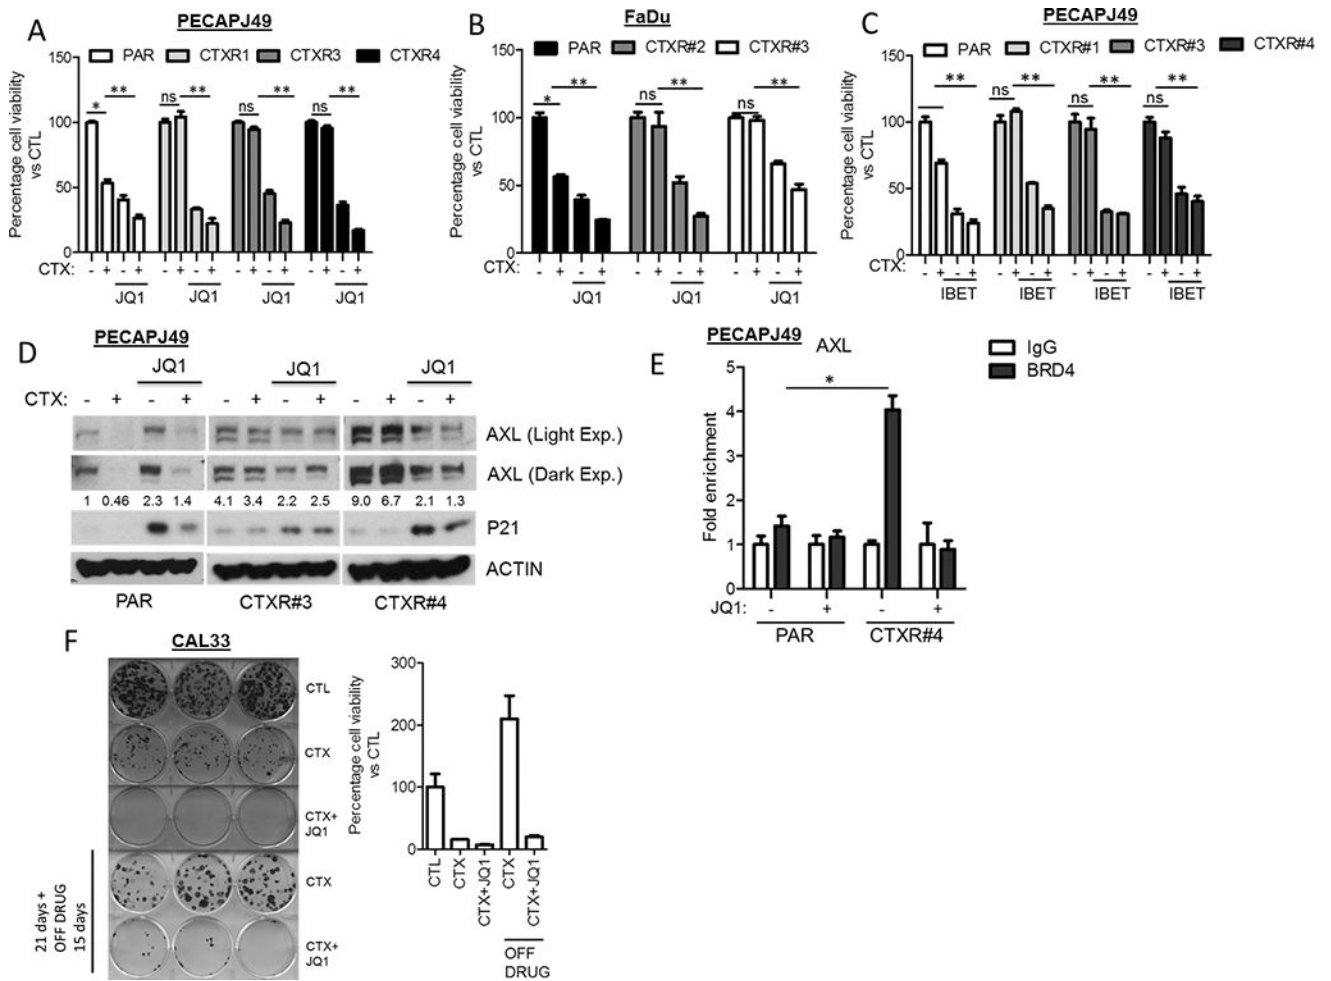 A
PECAPJ49
PAR CTXR1 CTXR3 CTXR4
Percentage cell viability
vs CTL
150
100
50
0
* ** ns ** ns ** ns **
CTX: - + - + - + - + - + - + - + - +
JQ1 JQ1 JQ1 JQ1
B
FaDu
PAR CTXR#2 CTXR#3
Percentage cell viability
vs CTL
150
100
50
0
* ** ns ** ns **
CTX: - + - + - + - + - + - +
JQ1 JQ1 JQ1
C
PECAPJ49
PAR CTXR#1 CTXR#3 CTXR#4
Percentage cell viability
vs CTL
150
100
50
0
** ns ** ns ** ns **
CTX: - + - + - + - + - + - + - + - +
IBET IBET IBET IBET
D
PECAPJ49
JQ1 JQ1 JQ1
CTX: - + - + - + - + - + - +
AXL (Light Exp.)
AXL (Dark Exp.)
1 0.46 2.3 1.4 4.1 3.4 2.2 2.5 9.0 6.7 2.1 1.3
P21
ACTIN
PAR CTXR#3 CTXR#4
E
PECAPJ49
AXL
IgG
BRD4
Fold enrichment
5
4
3
2
1
0
*
JQ1: - + - +
PAR CTXR#4
F
CAL33
CTL
CTX
CTX+
JQ1
CTX
CTX+
JQ1
21 days +
OFF DRUG
15 days
Percentage cell viability
vs CTL
300
200
100
0
CTL CTX CTX+JQ1 CTX CTX+JQ1
OFF
DRUG